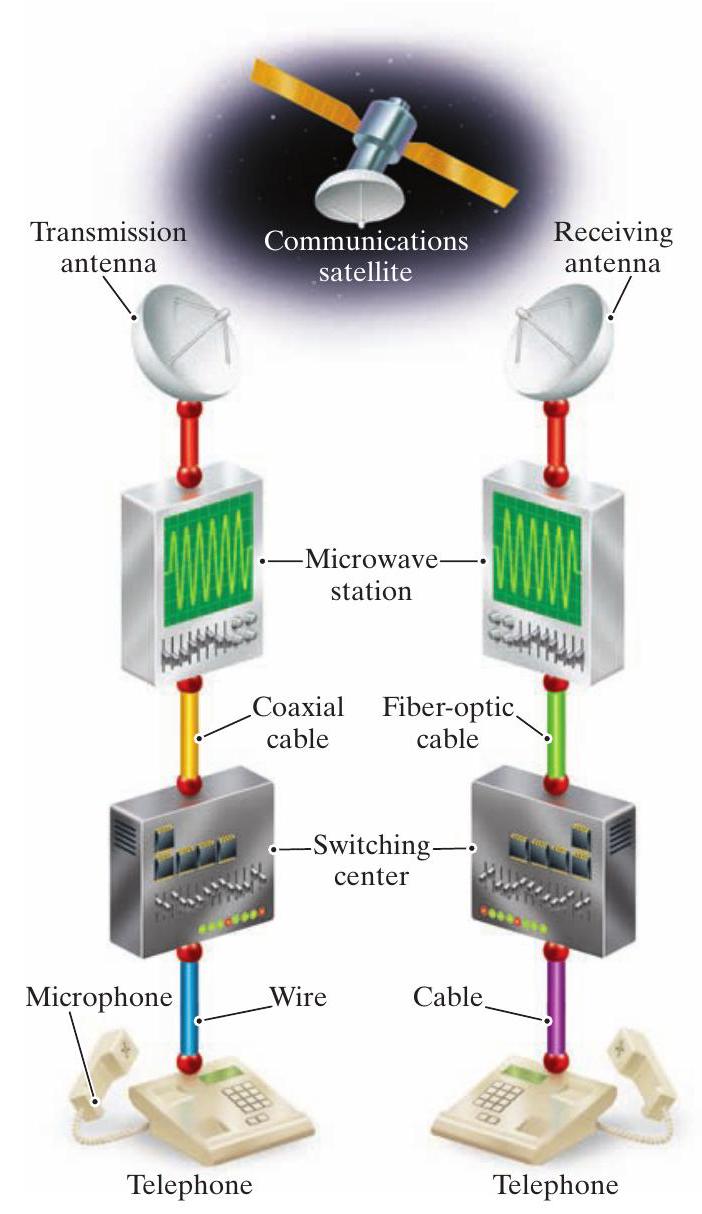 Transmission
antenna
Communications
satellite
Receiving
antenna
Microwave
station
Coaxial
cable
Fiber-optic
cable
Switching
center
Microphone
Wire
Cable
Telephone
Telephone